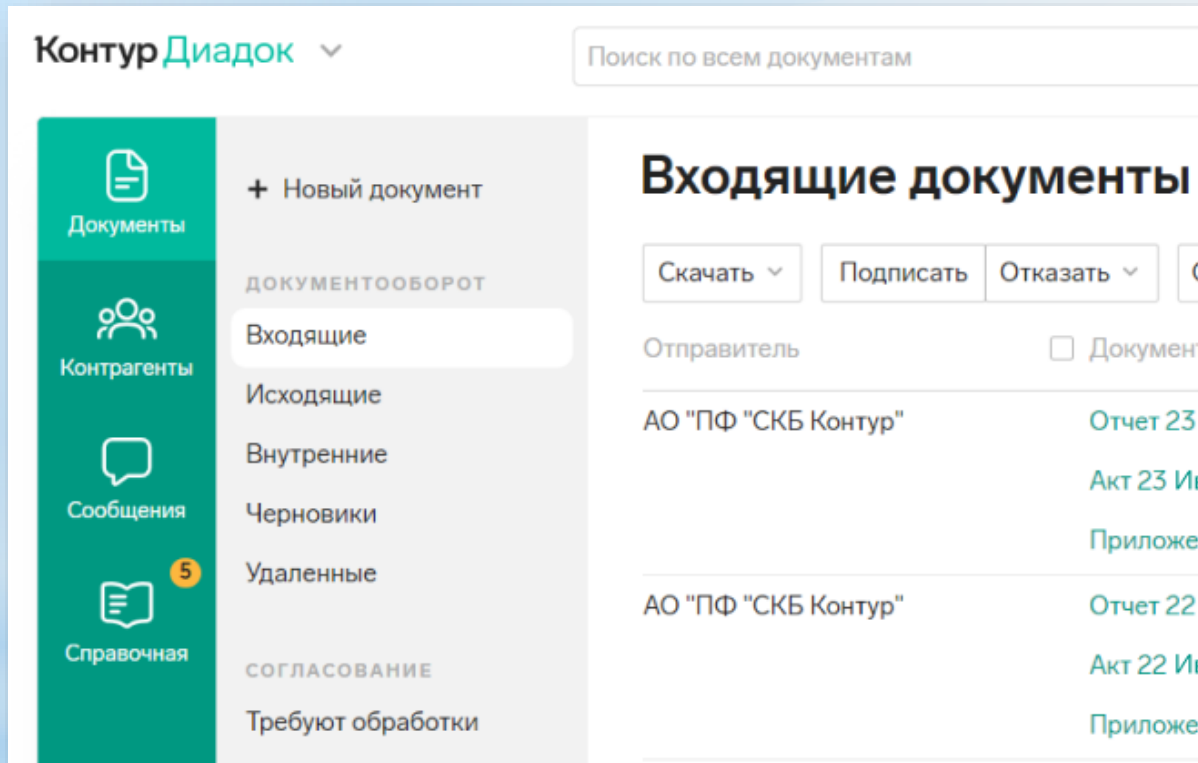 Контур Диадок
Поиск по всем документам
Документы
Контрагенты
Сообщения
5
Справочная
+ Новый документ
ДОКУМЕНТООБОРОТ
Входящие
Исходящие
Внутренние
Черновики
Удаленные
СОГЛАСОВАНИЕ
Требуют обработки
Входящие документы
Скачать Подписать Отказать
Отправитель
АО "ПФ "СКБ Контур" Отчет 23
Акт 23
АО "ПФ "СКБ Контур" Отчет 22
Акт 22